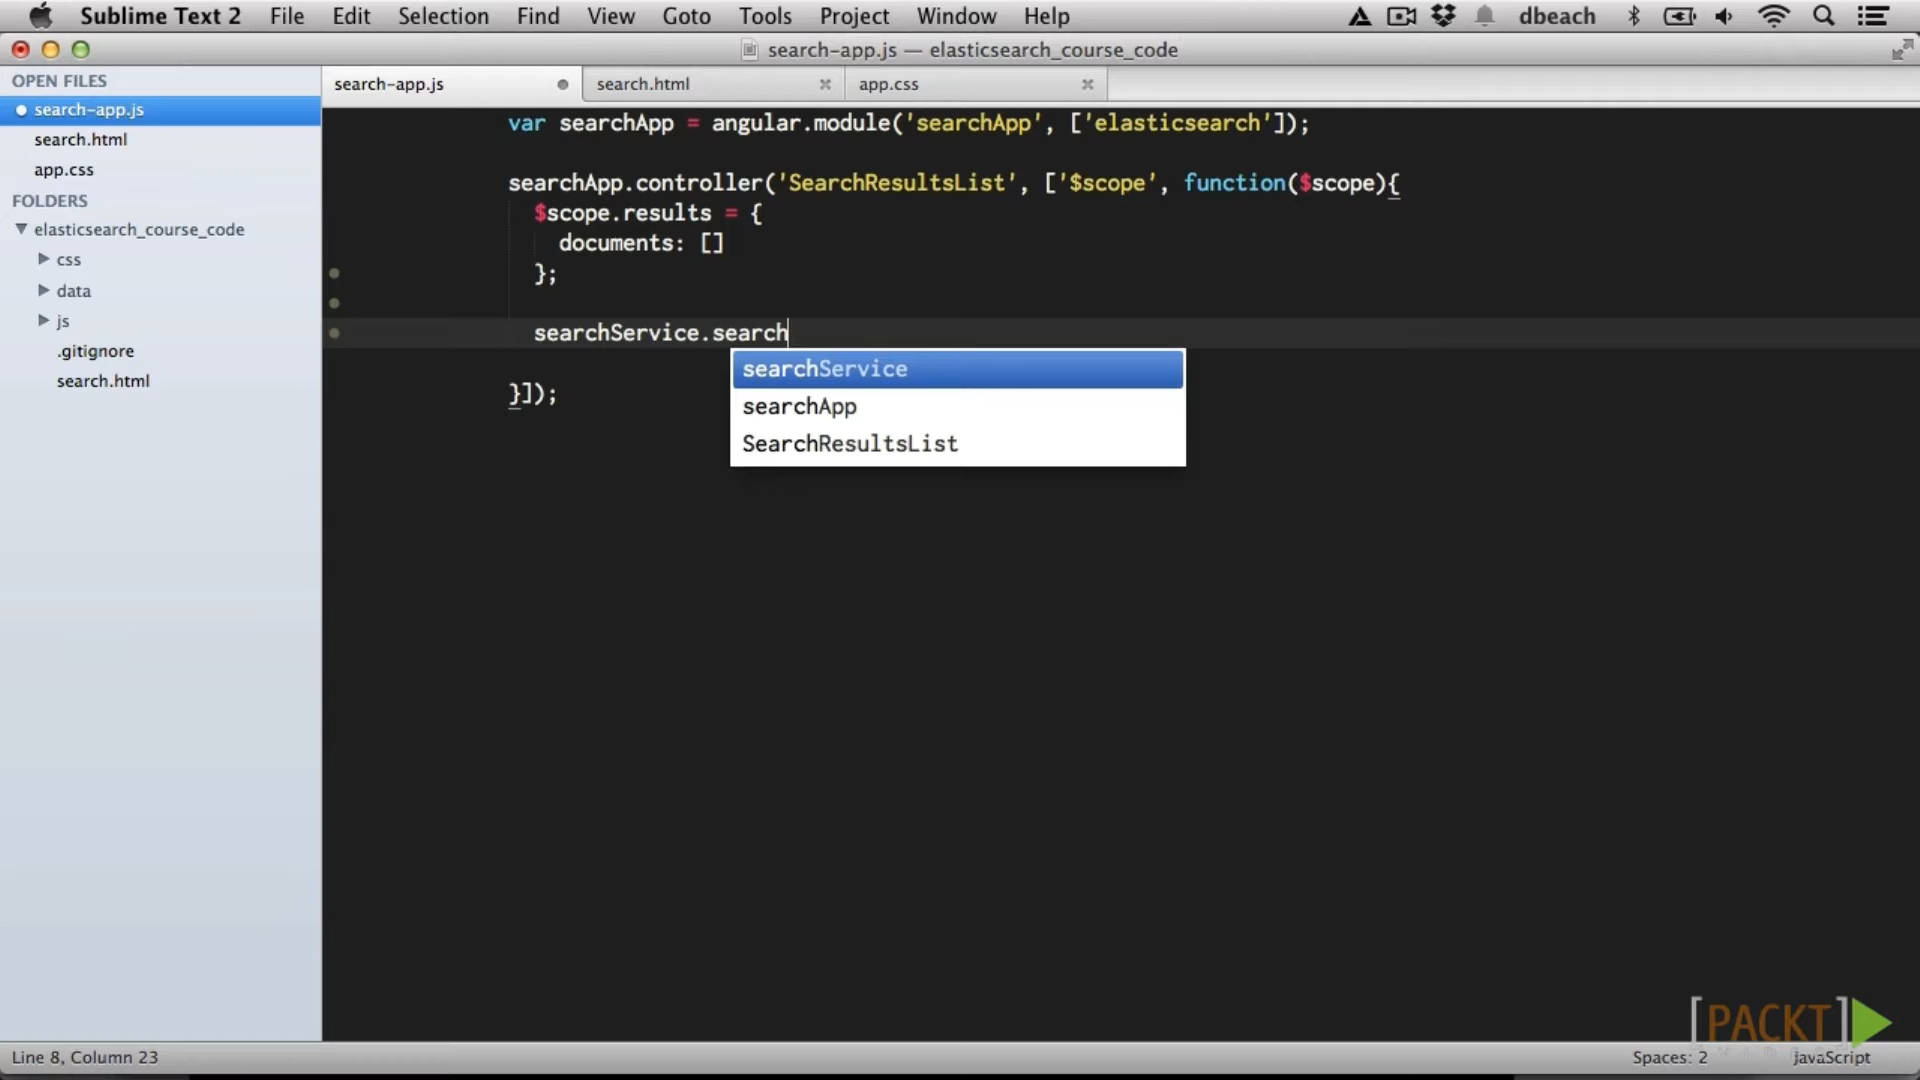 Sublime Text 2 File Edit Selection Find View Goto Tools Project Window Help dbeach
search-app.js — elasticsearch_course_code
OPEN FILES
search-app.js
search.html
app.css
FOLDERS
elasticsearch_course_code
css
data
js
.gitignore
search.html
search-app.js search.html app.css
var searchApp = angular.module('searchApp', ['elasticsearch']);
searchApp.controller('SearchResultsList', ['$scope', function($scope){
$scope.results = {
documents: []
};
searchService.search
searchService
searchApp
SearchResultsList
}]);
[PACKT]
Line 8, Column 23 Spaces: 2 JavaScript